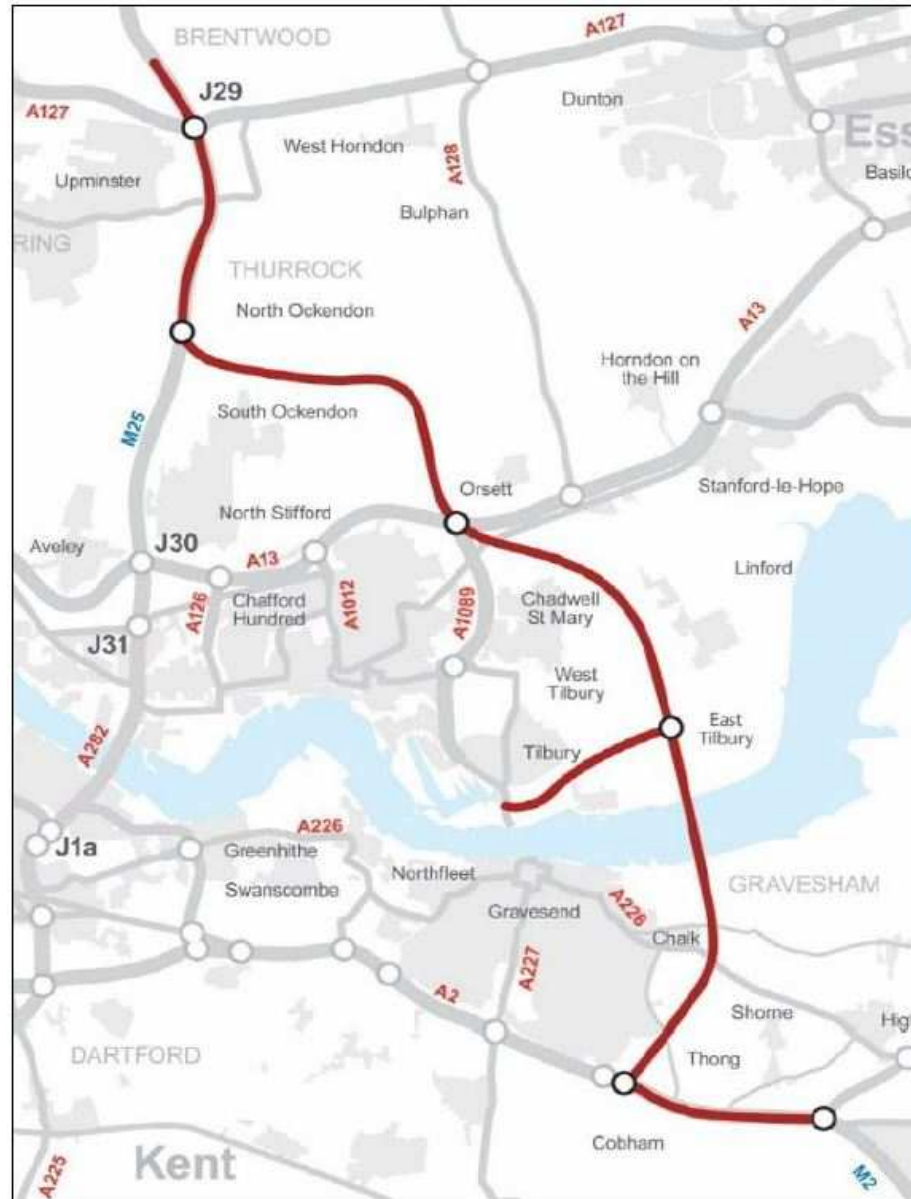 BRENTWOOD
A127
J29
A127
Dunton
West Horndon
Ess
Upminster
A128
Basilo
Bulphan
RING
THURROCK
North Ockendon
A13
Horndon on
the Hill
M25
South Ockendon
Orsett
Stanford-le-Hope
North Stifford
Aveley
J30
A13
Linford
A126
Chafford
Hundred
A1012
A1089
Chadwell
St Mary
J31
West
Tilbury
East
Tilbury
A282
Tilbury
A226
J1a
Greenhithe
Northfleet
Swanscombe
GRAVESHAM
Gravesend
A226
Chalk
A227
A2
Shorne
High
DARTFORD
Thong
Cobham
Kent
A225
M2